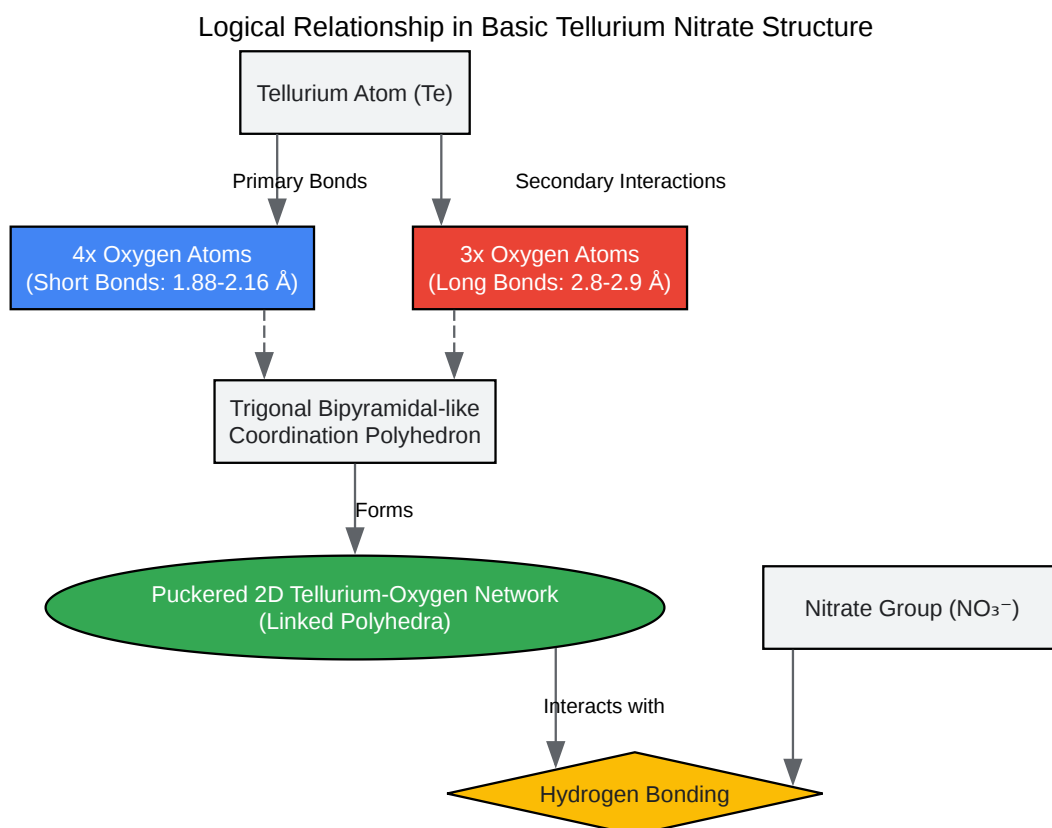 Logical Relationship in Basic Tellurium Nitrate Structure
Tellurium Atom (Te)
Primary Bonds
Secondary Interactions
4x Oxygen Atoms
(Short Bonds: 1.88-2.16 Å)
3x Oxygen Atoms
(Long Bonds: 2.8-2.9 Å)
Trigonal Bipyramidal-like
Coordination Polyhedron
Forms
Puckered 2D Tellurium-Oxygen Network
(Linked Polyhedra)
Nitrate Group (NO₃⁻)
Interacts with
Hydrogen Bonding